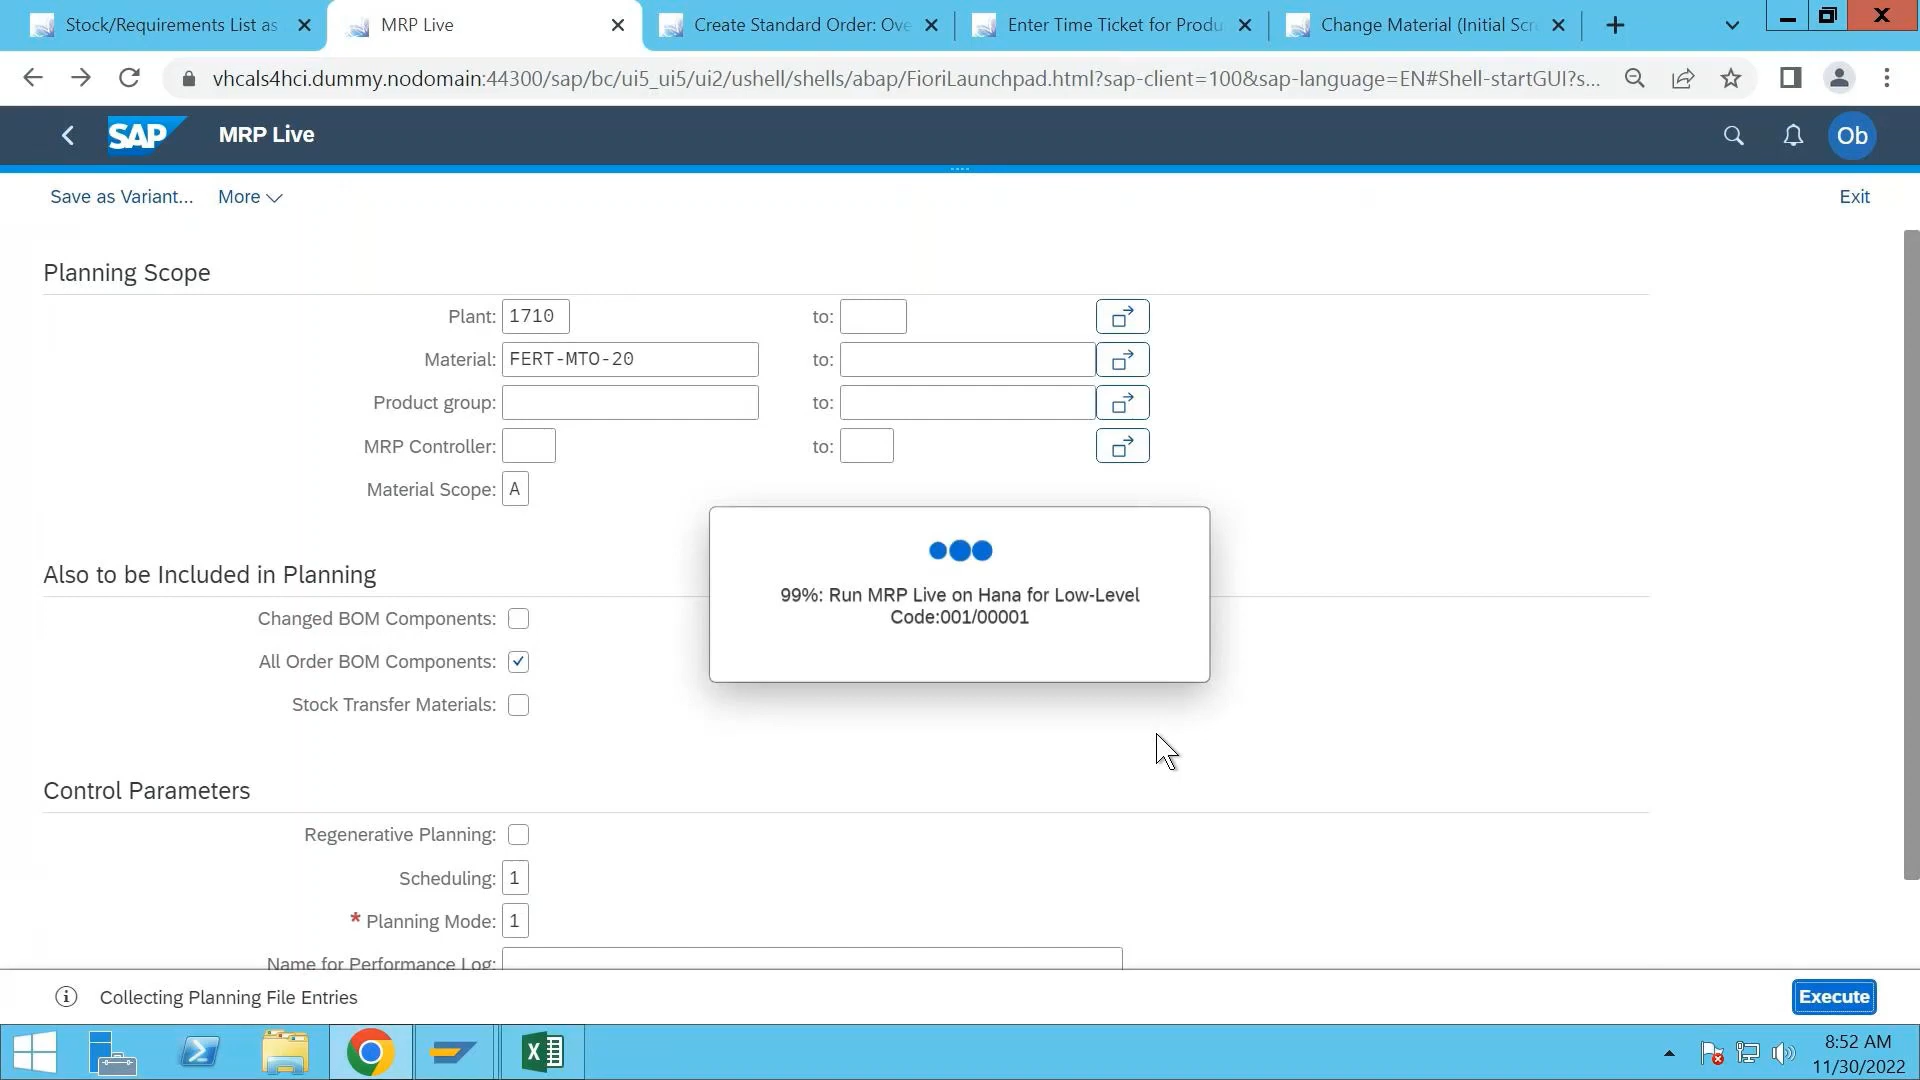 Stock/Requirements List as
MRP Live
Create Standard Order: Ove
Enter Time Ticket for Produ
Change Material (Initial Scre
vhcals4hci.dummy.nodomain:44300/sap/bc/ui5_ui5/ui2/ushell/shells/abap/FioriLaunchpad.html?sap-client=100&sap-language=EN#Shell-startGUI?s...
SAP
MRP Live
Ob
Save as Variant...
More
Exit
Planning Scope
Plant: 1710 to:
Material: FERT-MTO-20 to:
Product group: to:
MRP Controller: to:
Material Scope: A
99%: Run MRP Live on Hana for Low-Level
Code:001/00001
Also to be Included in Planning
Changed BOM Components:
All Order BOM Components:
Stock Transfer Materials:
Control Parameters
Regenerative Planning:
Scheduling: 1
* Planning Mode: 1
Name for Performance Log:
Collecting Planning File Entries
Execute
8:52 AM
11/30/2022